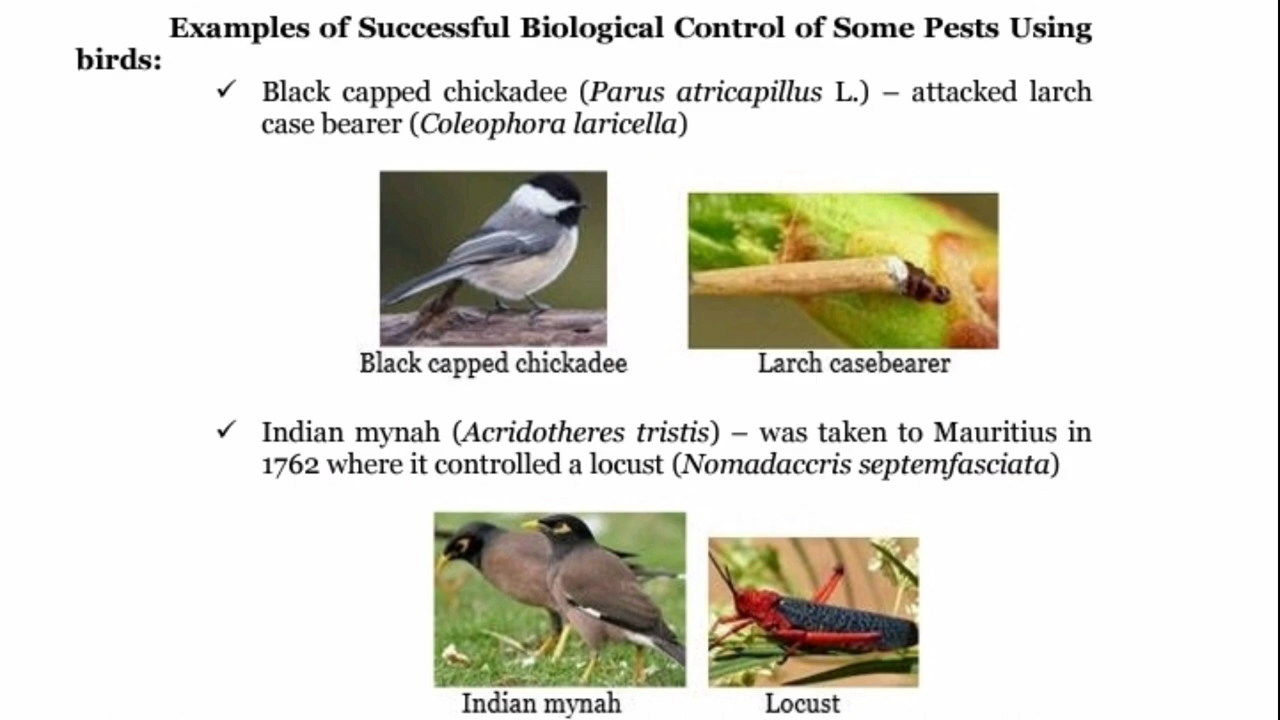 Examples of Successful Biological Control of Some Pests Using
birds:
✓ Black capped chickadee (Parus atricapillus L.) – attacked larch
case bearer (Coleophora laricella)
Black capped chickadee
Larch casebearer
✓ Indian mynah (Acridotheres tristis) – was taken to Mauritius in
1762 where it controlled a locust (Nomadaccris septemfasciata)
Indian mynah
Locust